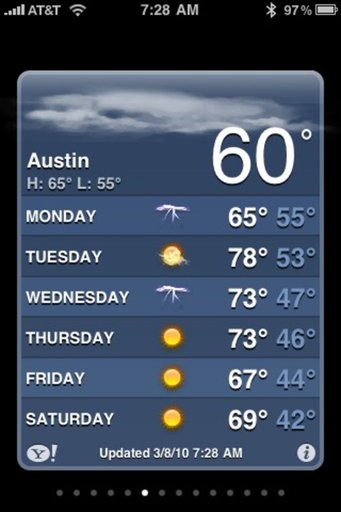 AT&T 7:28 AM 97%
60°
Austin
H: 65° L: 55°
MONDAY 65° 55°
TUESDAY 78° 53°
WEDNESDAY 73° 47°
THURSDAY 73° 46°
FRIDAY 67° 44°
SATURDAY 69° 42°
Y! Updated 3/8/10 7:28 AM i